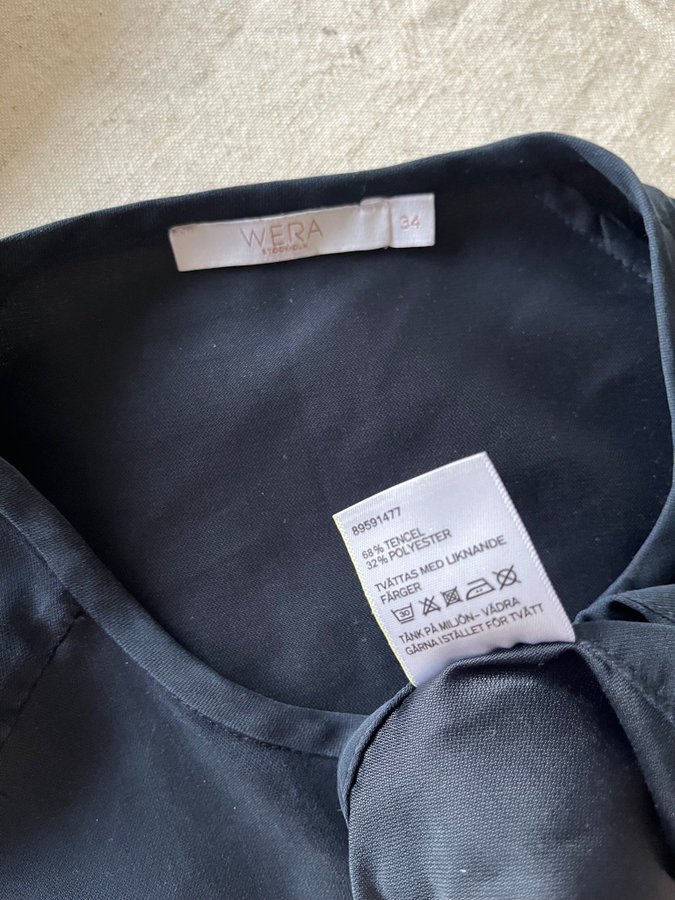 WERA
STOCKHOLM
34
89591477
68% TENCEL
32% POLYESTER
TVÄTTAS MED LIKNANDE
FÄRGER
30
TÄNK PÅ MILJÖN– VÄDRA
GÄRNA ISTÄLLET FÖR TVÄTT